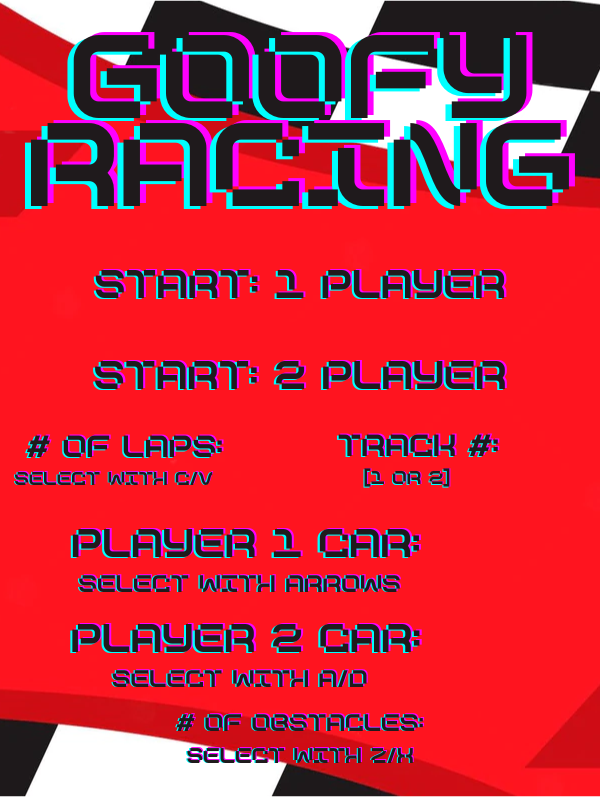 GOOFY
RACING
START: 1 PLAYER
START: 2 PLAYER
# OF LAPS:
SELECT WITH C/V
TRACK #:
[1 OR 2]
PLAYER 1 CAR:
SELECT WITH ARROWS
PLAYER 2 CAR:
SELECT WITH A/D
# OF OBSTACLES:
SELECT WITH Z/X